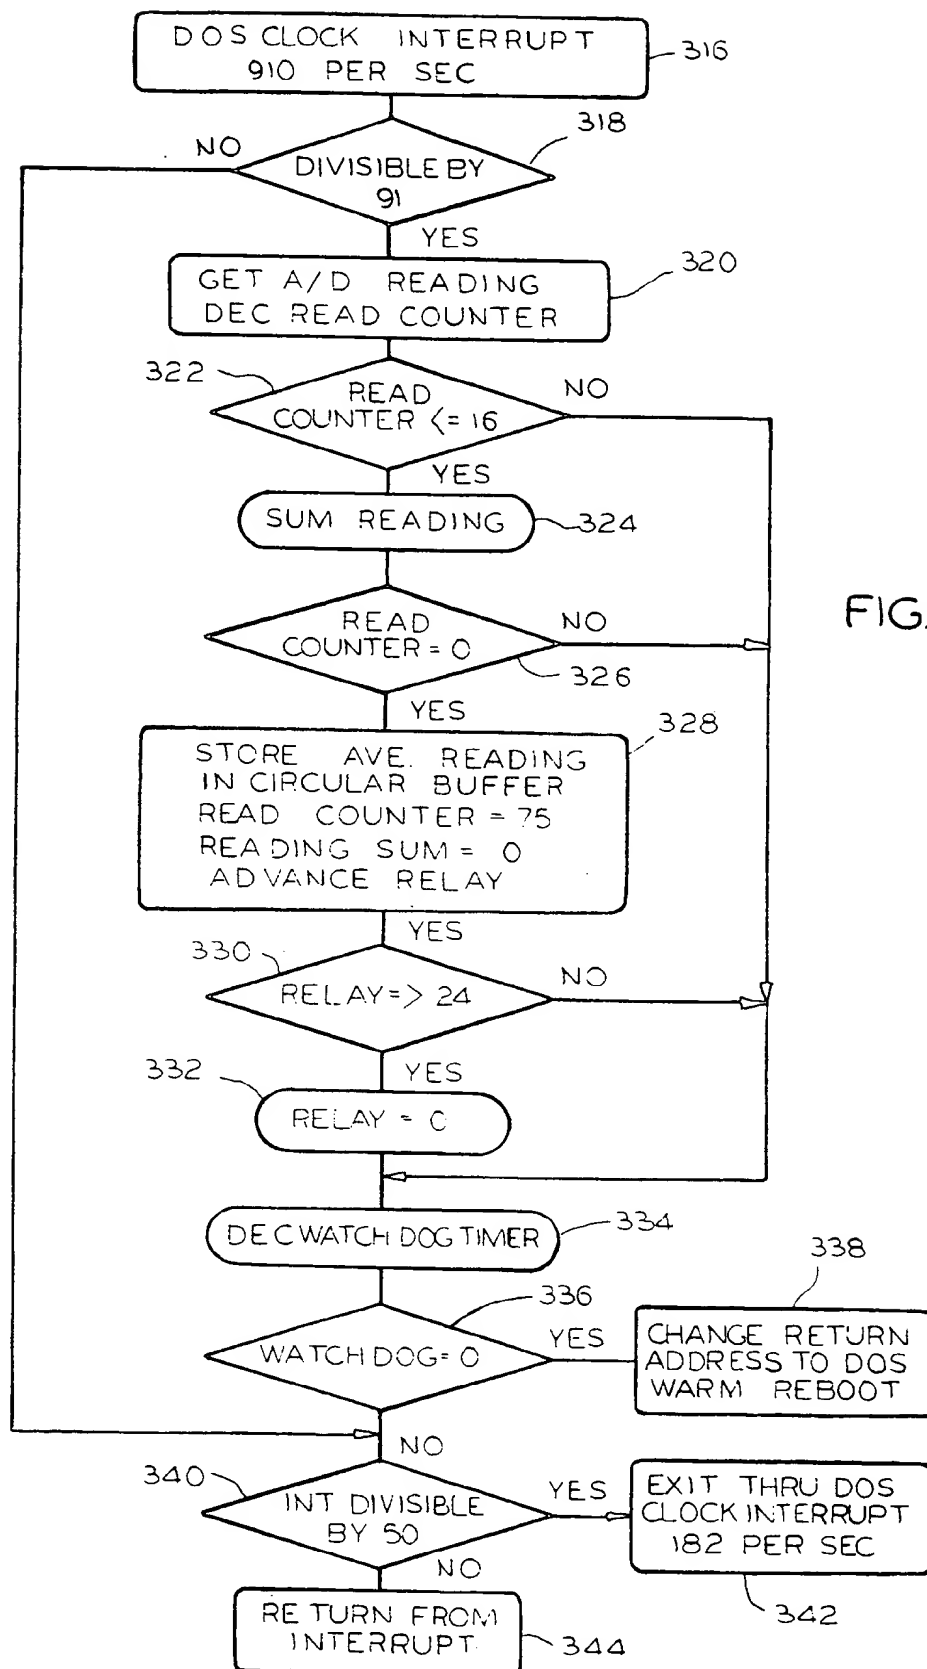 DOS CLOCK INTERRUPT
910 PER SEC
316
318
NO
DIVISIBLE BY
91
YES
320
GET A/D READING
DEC READ COUNTER
322
READ
COUNTER <= 16
NO
YES
SUM READING
324
READ
COUNTER = 0
NO
326
FIG.
YES
328
STORE AVE. READING
IN CIRCULAR BUFFER
READ COUNTER = 75
READING SUM = 0
ADVANCE RELAY
YES
330
RELAY => 24
NO
332
YES
RELAY = 0
DEC WATCH DOG TIMER
334
336
338
WATCH DOG = 0
YES
CHANGE RETURN
ADDRESS TO DOS
WARM REBOOT
NO
340
INT DIVISIBLE
BY 50
YES
EXIT THRU DOS
CLOCK INTERRUPT
182 PER SEC
NO
342
RETURN FROM
INTERRUPT
344